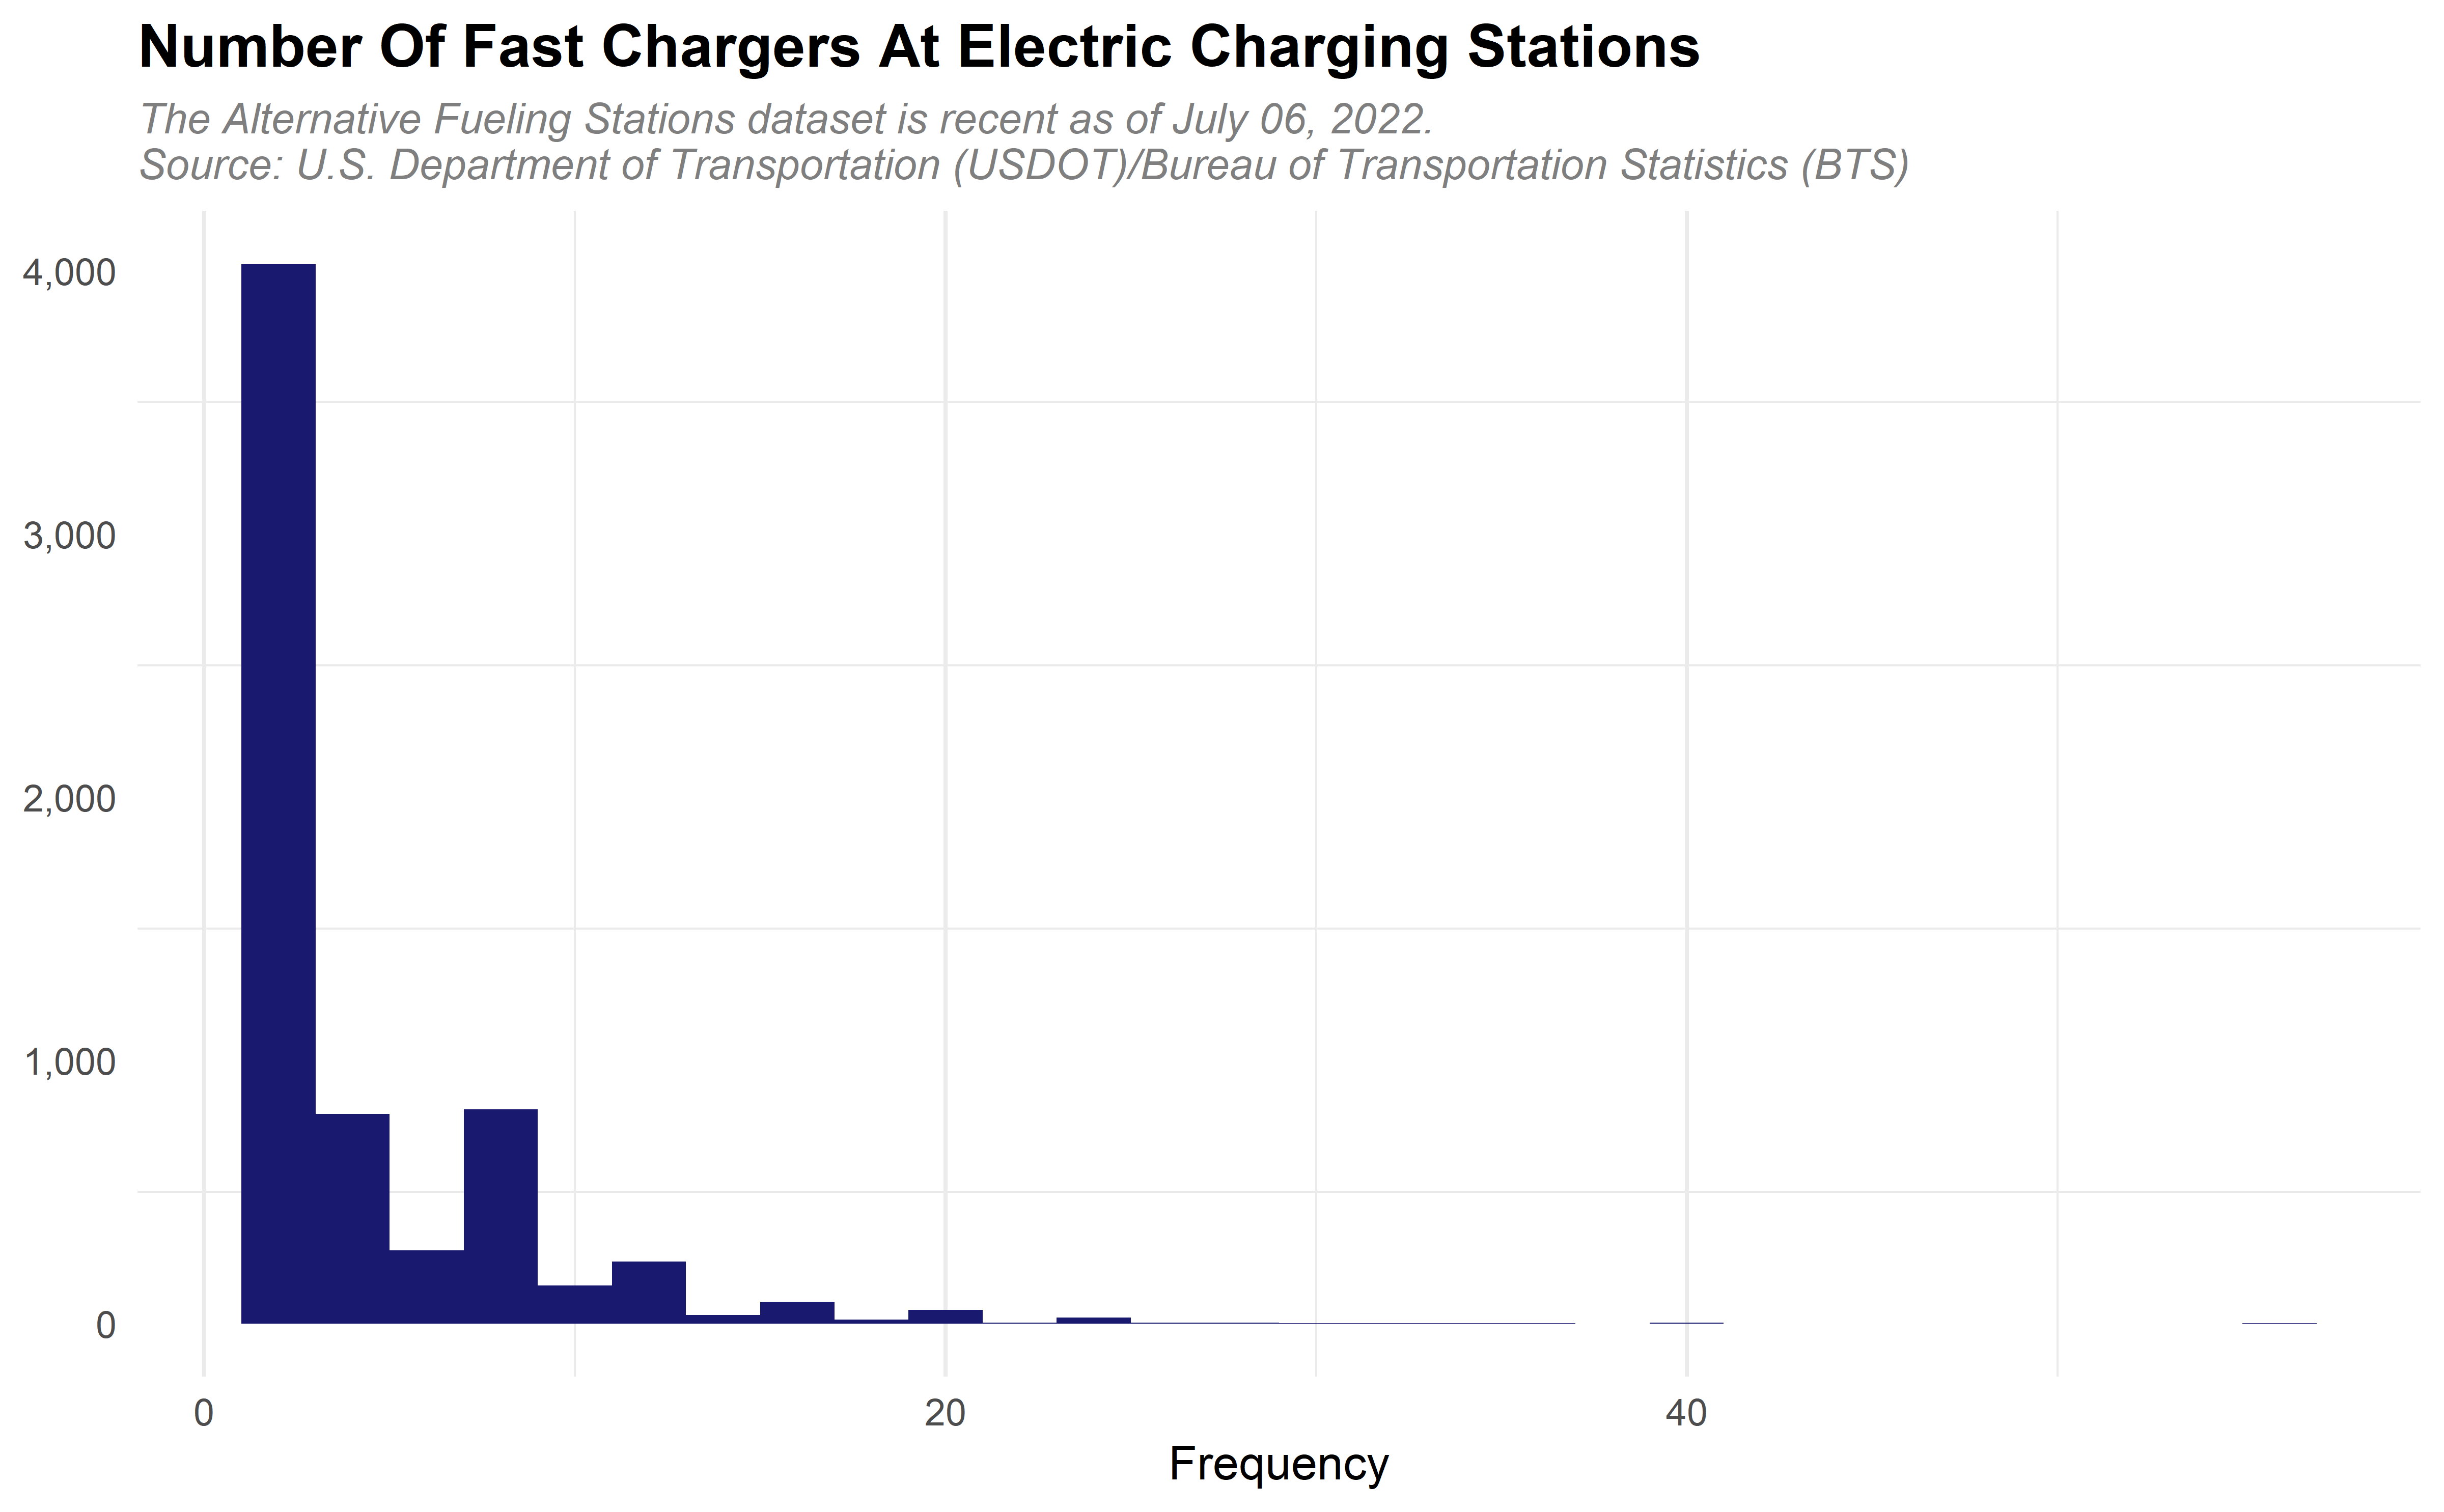 Number Of Fast Chargers At Electric Charging Stations
The Alternative Fueling Stations dataset is recent as of July 06, 2022.
Source: U.S. Department of Transportation (USDOT)/Bureau of Transportation Statistics (BTS)
4,000
3,000
2,000
1,000
0
0 20 40
Frequency